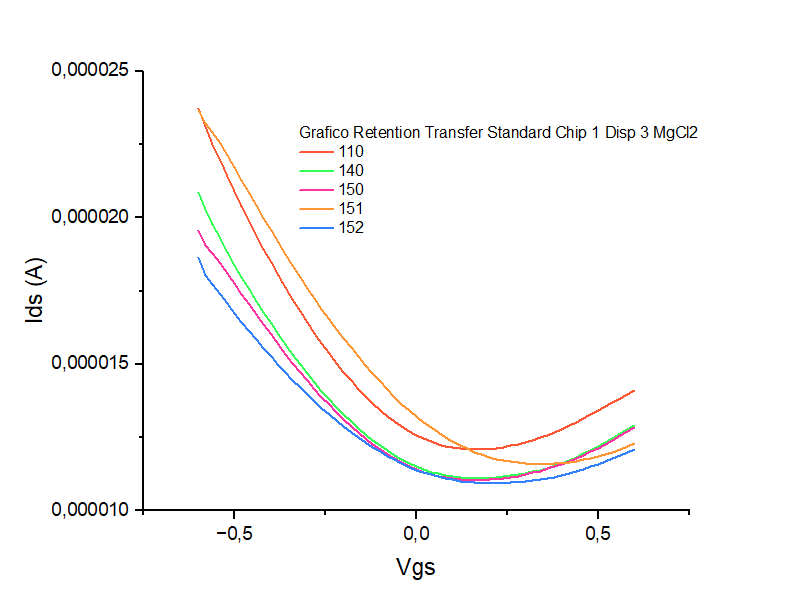 0,000025
Grafico Retention Transfer Standard Chip 1 Disp 3 MgCl2
110
140
150
151
152
0,000020
Ids (A)
0,000015
0,000010
−0,5 0,0 0,5
Vgs